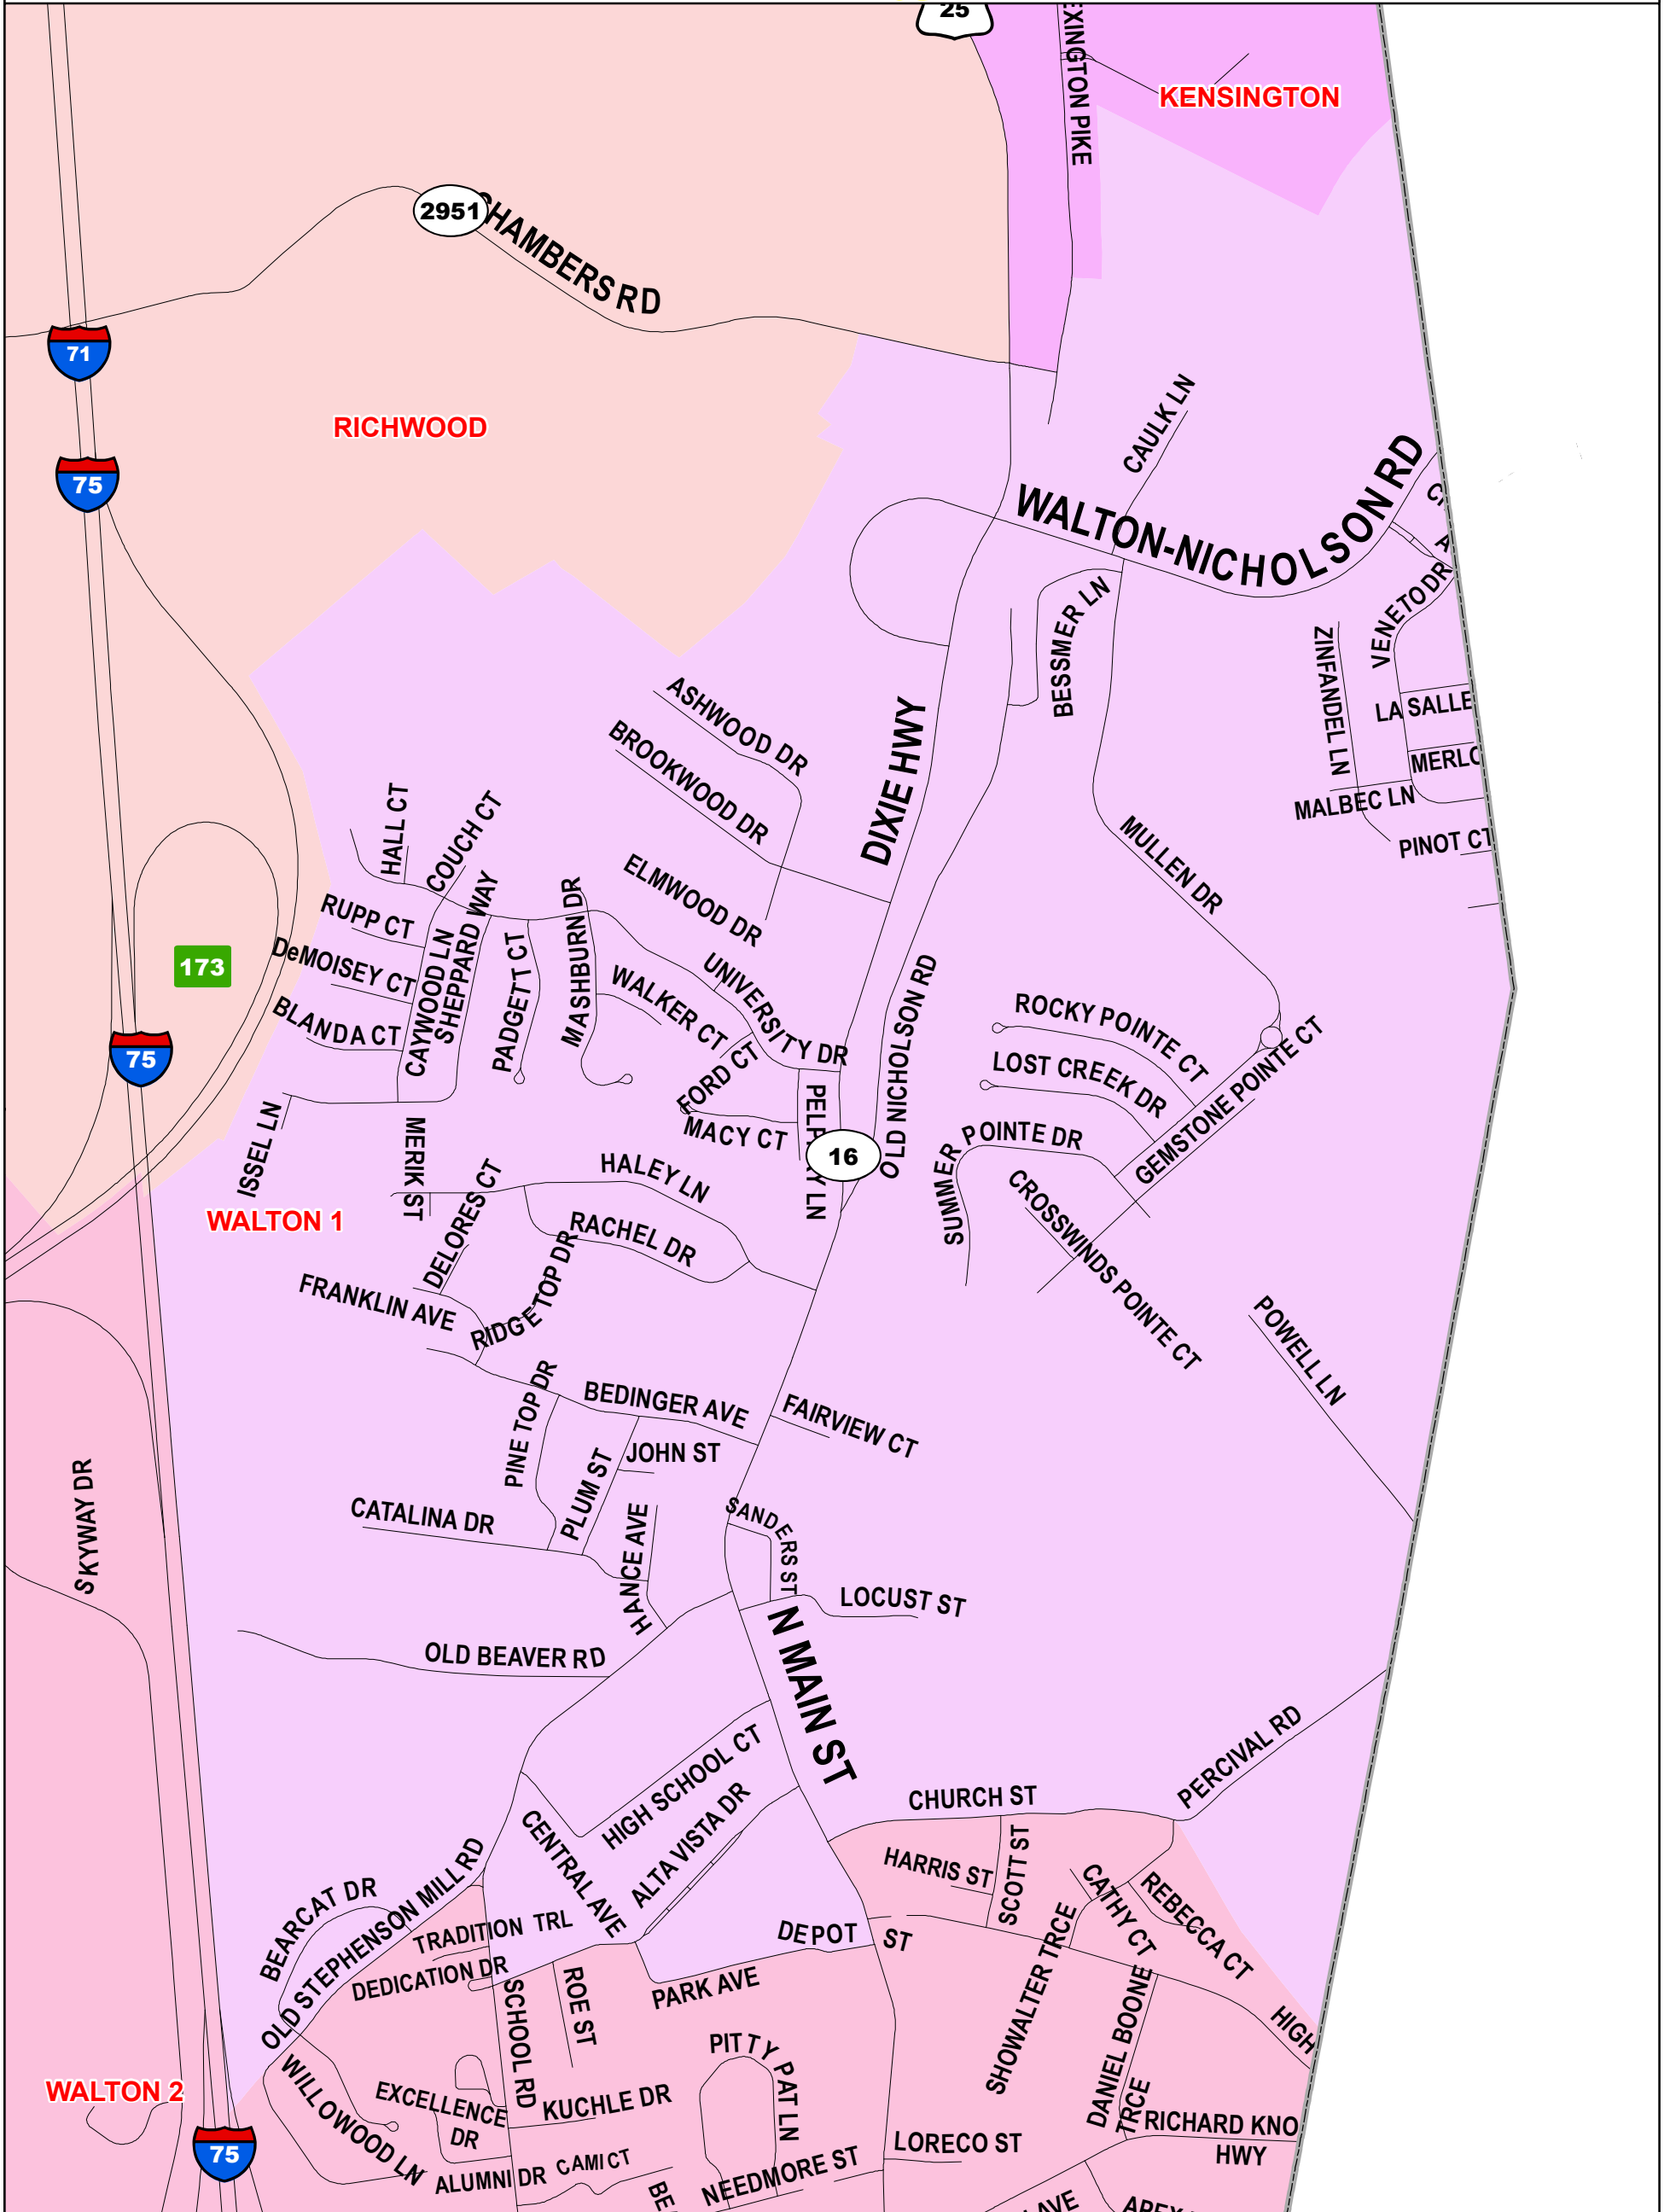 25
EXINGTON PIKE
KENSINGTON
2951
CHAMBERS RD
71
RICHWOOD
75
CAULK LN
WALTON-NICHOLSON RD
VENETO DR
BESSMER LN
ZINFANDEL LN
LA SALLE
MERLO
MALBEC LN
PINOT CT
ASHWOOD DR
BROOKWOOD DR
DIXIE HWY
HALL CT
COUCH CT
MULLEN DR
ELMWOOD DR
RUPP CT
SHEPPARD WAY
CAYWOOD LN
MASHBURN DR
PADGETT CT
173
DeMOISEY CT
BLANDA CT
UNIVERSITY DR
WALKER CT
FORD CT
OLD NICHOLSON RD
ROCKY POINTE CT
LOST CREEK DR
GEMSTONE POINTE CT
75
PELFREY LN
MACY CT
16
ISSEL LN
MERIK ST
SUMMER POINTE DR
HALEY LN
DELORES CT
RACHEL DR
CROSSWINDS POINTE CT
WALTON 1
FRANKLIN AVE
RIDGETOP DR
POWELL LN
PINE TOP DR
BEDINGER AVE
FAIRVIEW CT
JOHN ST
PLUM ST
SKYWAY DR
CATALINA DR
HANCE AVE
SANDERS ST
LOCUST ST
OLD BEAVER RD
N MAIN ST
HIGH SCHOOL CT
PERCIVAL RD
CHURCH ST
ALTA VISTA DR
CENTRAL AVE
HARRIS ST
SCOTT ST
BEARCAT DR
OLD STEPHENSON MILL RD
CATHY CT
REBECCA CT
TRADITION TRL
DEPOT ST
DEDICATION DR
SHOWALTER TRCE
ROE ST
PARK AVE
SCHOOL RD
DANIEL BOONE TRCE
HIGH
PITTY PAT LN
WALTON 2
WILLOWOOD LN
EXCELLENCE
DR
KUCHLE DR
RICHARD KNO
HWY
75
LORECO ST
ALUMNI DR
CAMI CT
NEEDMORE ST
BE
AVE